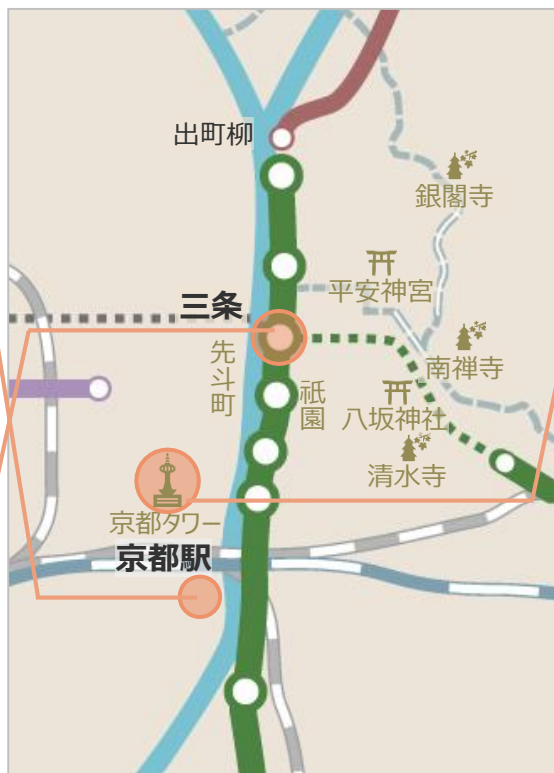 出町柳
銀閣寺
平安神宮
三条
先斗町
祇園
南禅寺
八坂神社
清水寺
京都タワー
京都駅